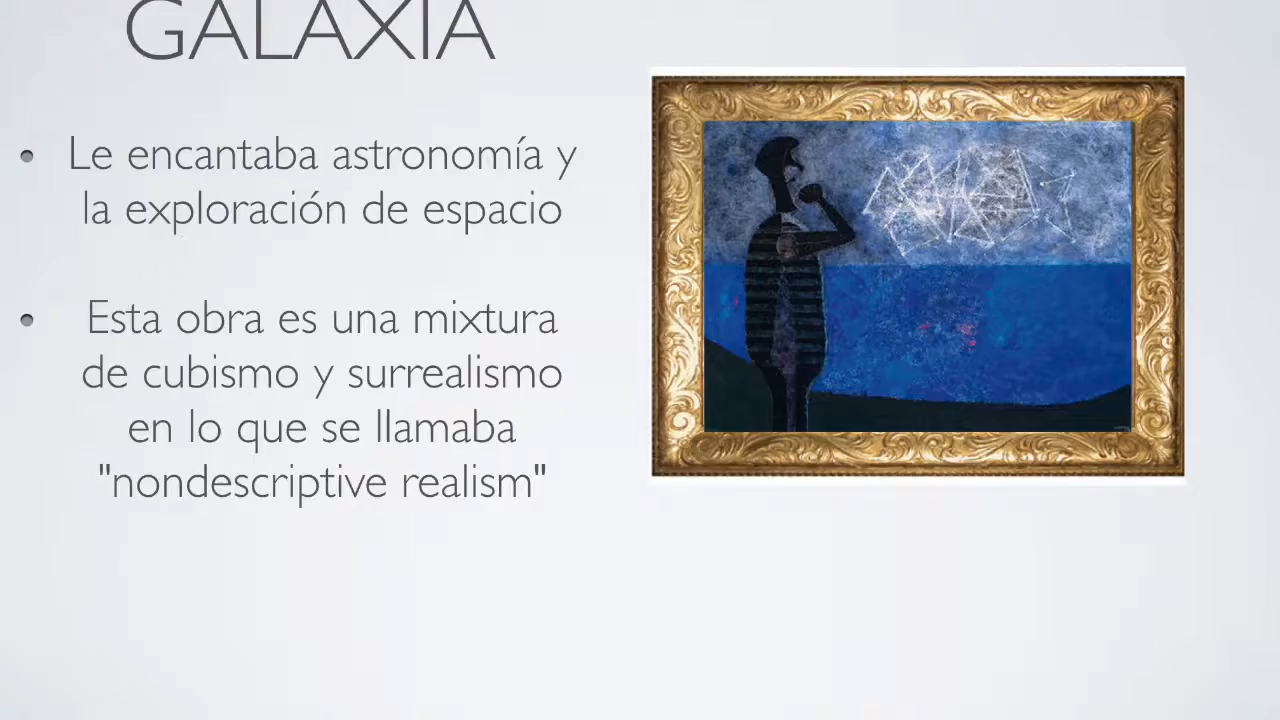 GALAXIA
• Le encantaba astronomía y
la exploración de espacio
• Esta obra es una mixtura
de cubismo y surrealismo
en lo que se llamaba
"nondescriptive realism"